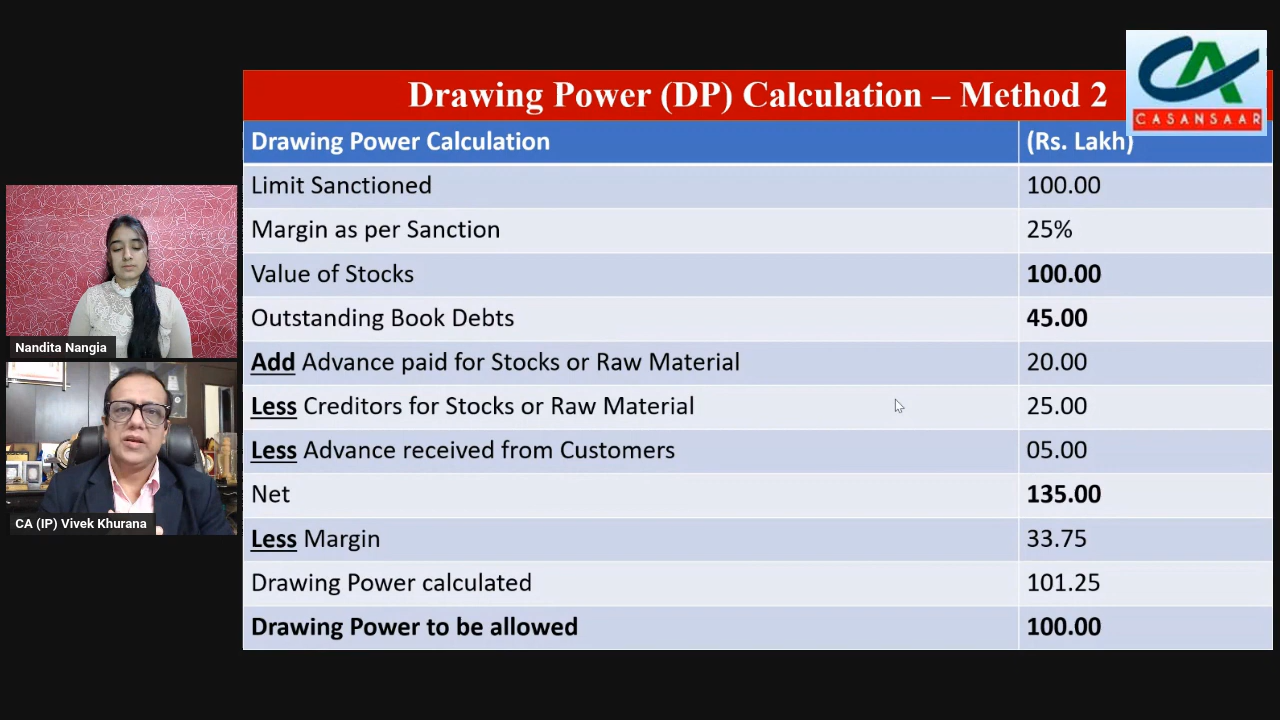 Drawing Power (DP) Calculation – Method 2
CASANSAAR
Drawing Power Calculation (Rs. Lakh)
Limit Sanctioned 100.00
Margin as per Sanction 25%
Value of Stocks 100.00
Outstanding Book Debts 45.00
Add Advance paid for Stocks or Raw Material 20.00
Less Creditors for Stocks or Raw Material 25.00
Less Advance received from Customers 05.00
Net 135.00
Less Margin 33.75
Drawing Power calculated 101.25
Drawing Power to be allowed 100.00
Nandita Nangia
CA (IP) Vivek Khurana